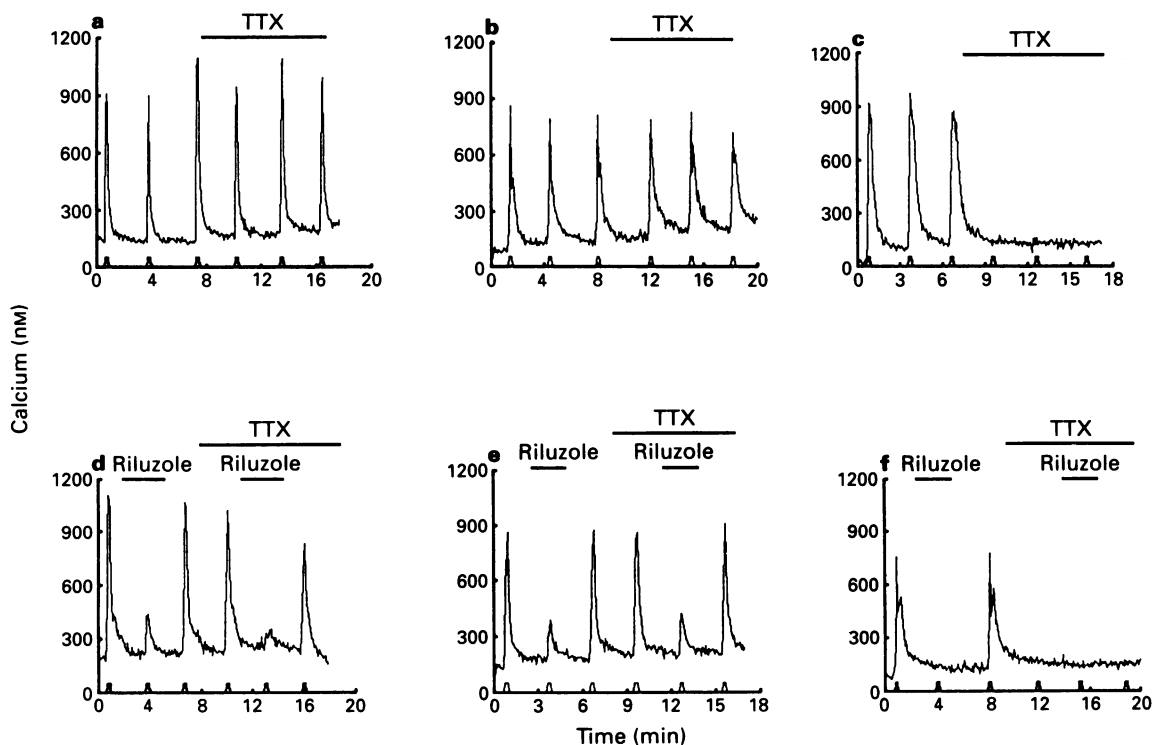 a TTX
1200
900
600
300
0
0 4 8 12 16 20
b TTX
1200
900
600
300
0
0 4 8 12 16 20
c TTX
1200
900
600
300
0
0 3 6 9 12 15 18
Calcium (nM)
TTX
d Riluzole Riluzole
1200
900
600
300
0
0 4 8 12 16 20
TTX
e Riluzole Riluzole
1200
900
600
300
0
0 3 6 9 12 15 18
TTX
f Riluzole Riluzole
1200
900
600
300
0
0 4 8 12 16 20
Time (min)